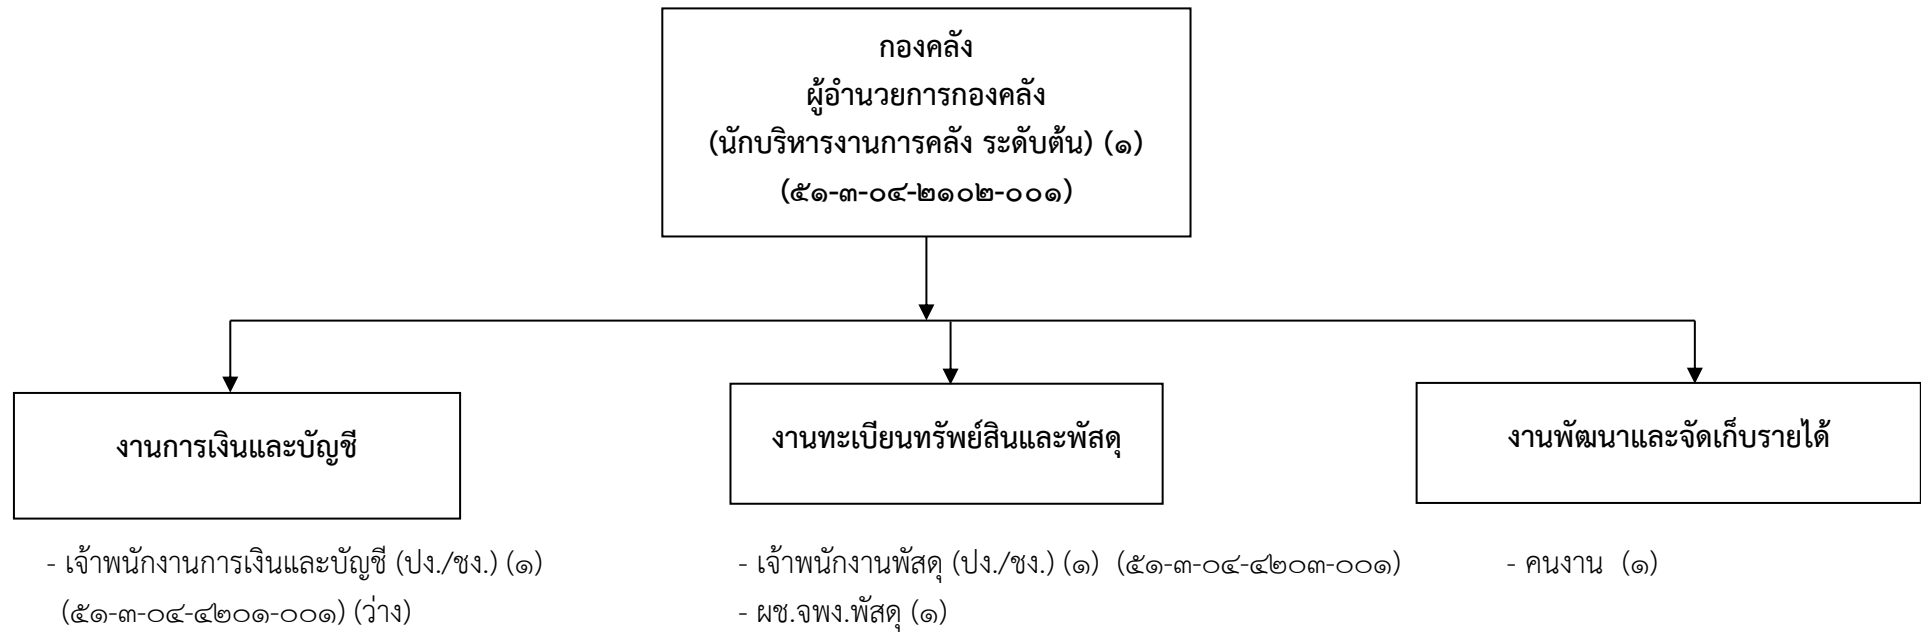 กองคลัง
ผู้อำนวยการกองคลัง
(นักบริหารงานการคลัง ระดับต้น) (๑)
(๕๑-๓-๐๔-๒๑๐๒-๐๐๑)
งานการเงินและบัญชี
- เจ้าพนักงานการเงินและบัญชี (ปง./ชง.) (๑)
(๕๑-๓-๐๔-๔๒๐๑-๐๐๑) (ว่าง)
งานทะเบียนทรัพย์สินและพัสดุ
- เจ้าพนักงานพัสดุ (ปง./ชง.) (๑) (๕๑-๓-๐๔-๔๒๐๓-๐๐๑)
- ผช.จพง.พัสดุ (๑)
งานพัฒนาและจัดเก็บรายได้
- คนงาน (๑)